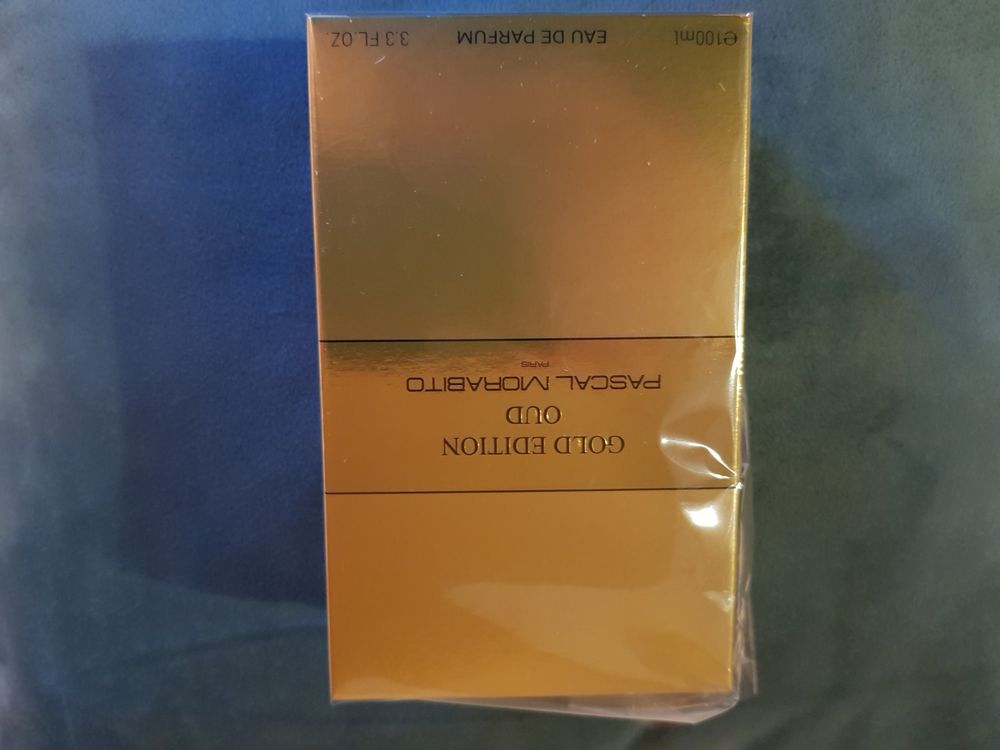 GOLD EDITION
OUD
PASCAL MORABITO
PARIS
℮100ml EAU DE PARFUM 3.3 FL.OZ.